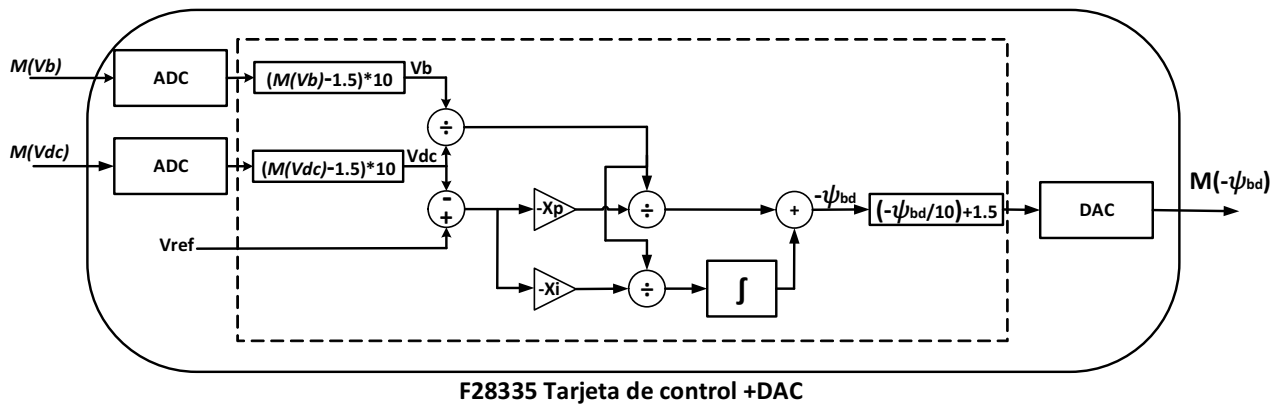 M(Vb)
ADC
(M(Vb)-1.5)*10
Vb
÷
M(Vdc)
ADC
(M(Vdc)-1.5)*10
Vdc
-
+
Vref
-Xp
÷
-Xi
÷
∫
+
-ψbd
(-ψbd/10)+1.5
DAC
M(-ψbd)
F28335 Tarjeta de control +DAC